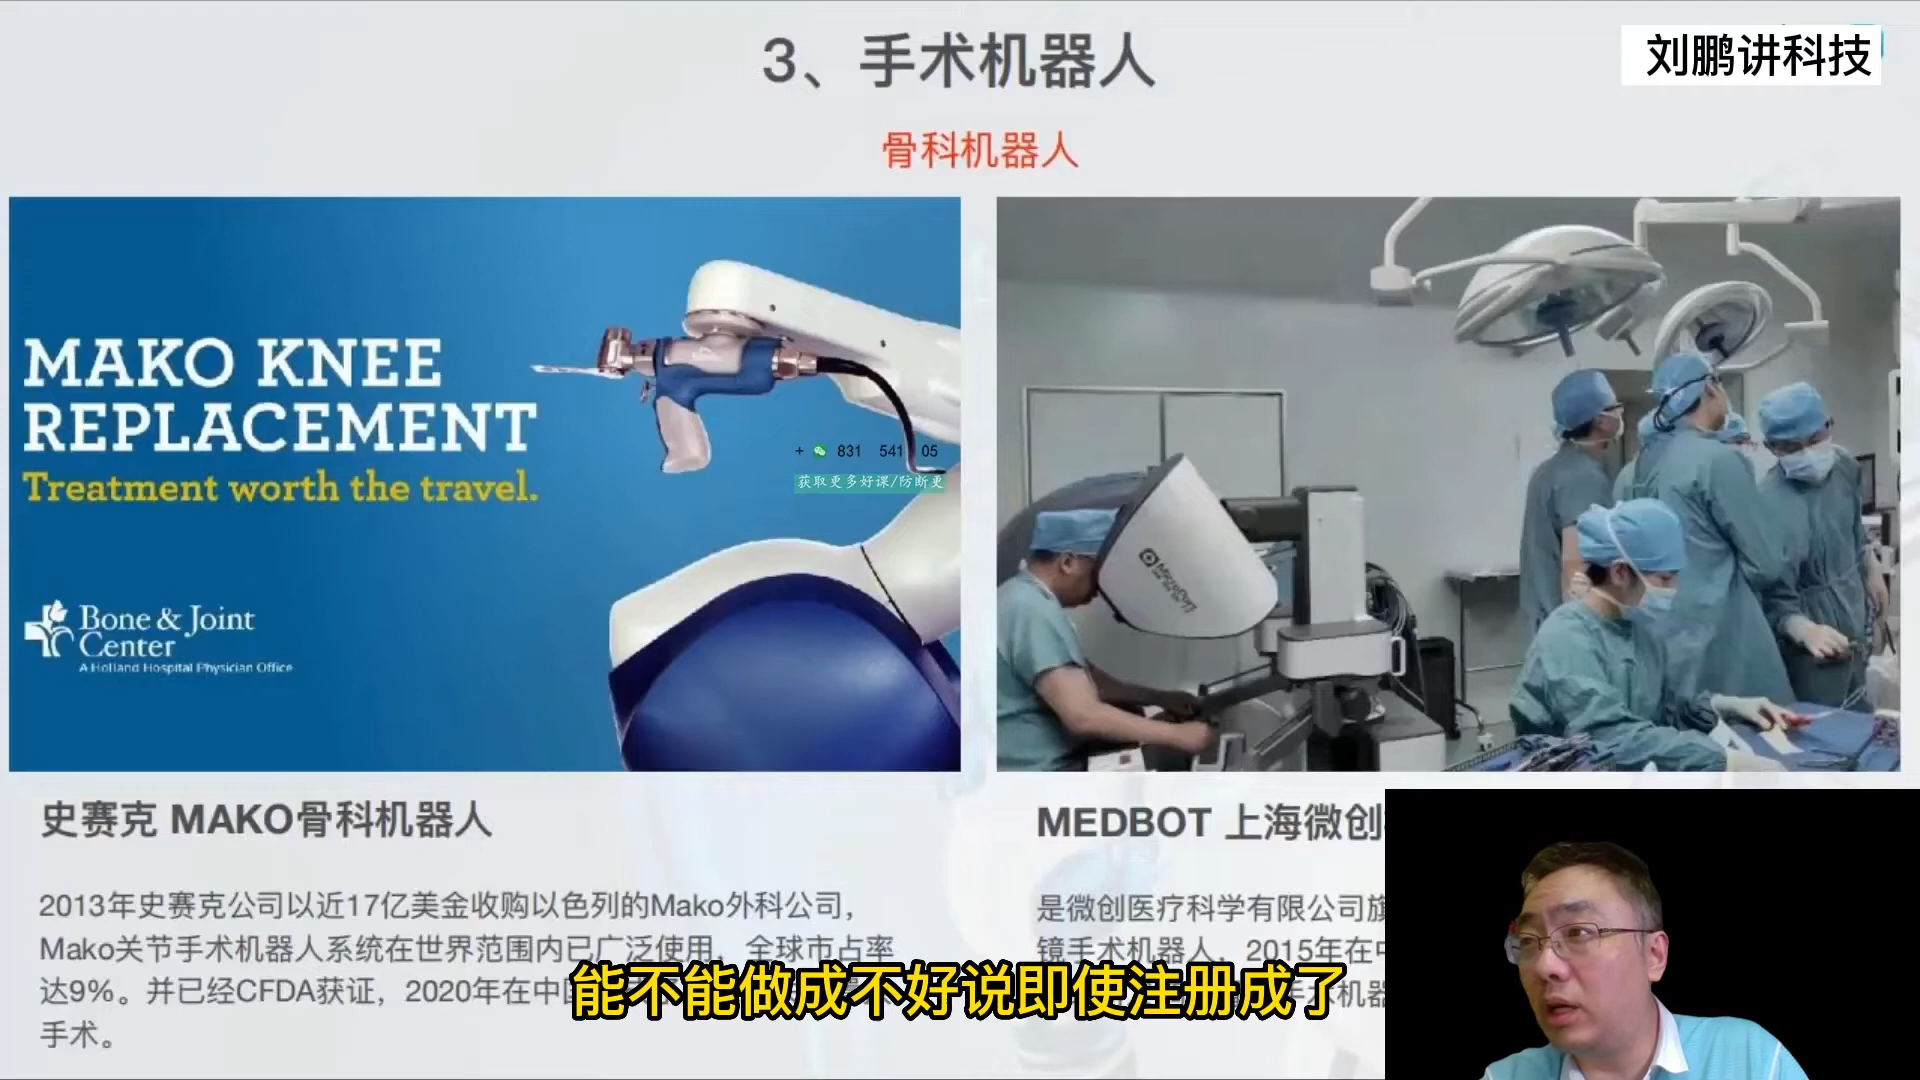 3、手术机器人
刘鹏讲科技
骨科机器人
MAKO KNEE
REPLACEMENT
Treatment worth the travel.
+ 831 541 05
获取更多好课/防断更
Bone & Joint
Center
A Holland Hospital Physician Office
MicroPort
史赛克 MAKO骨科机器人
2013年史赛克公司以近17亿美金收购以色列的Mako外科公司，
Mako关节手术机器人系统在世界范围内已广泛使用，全球市占率
达9%。并已经CFDA获证，2020年在中国
手术。
MEDBOT 上海微创
是微创医疗科学有限公司旗
镜手术机器人，2015年在中
手术机器
能不能做成不好说即使注册成了